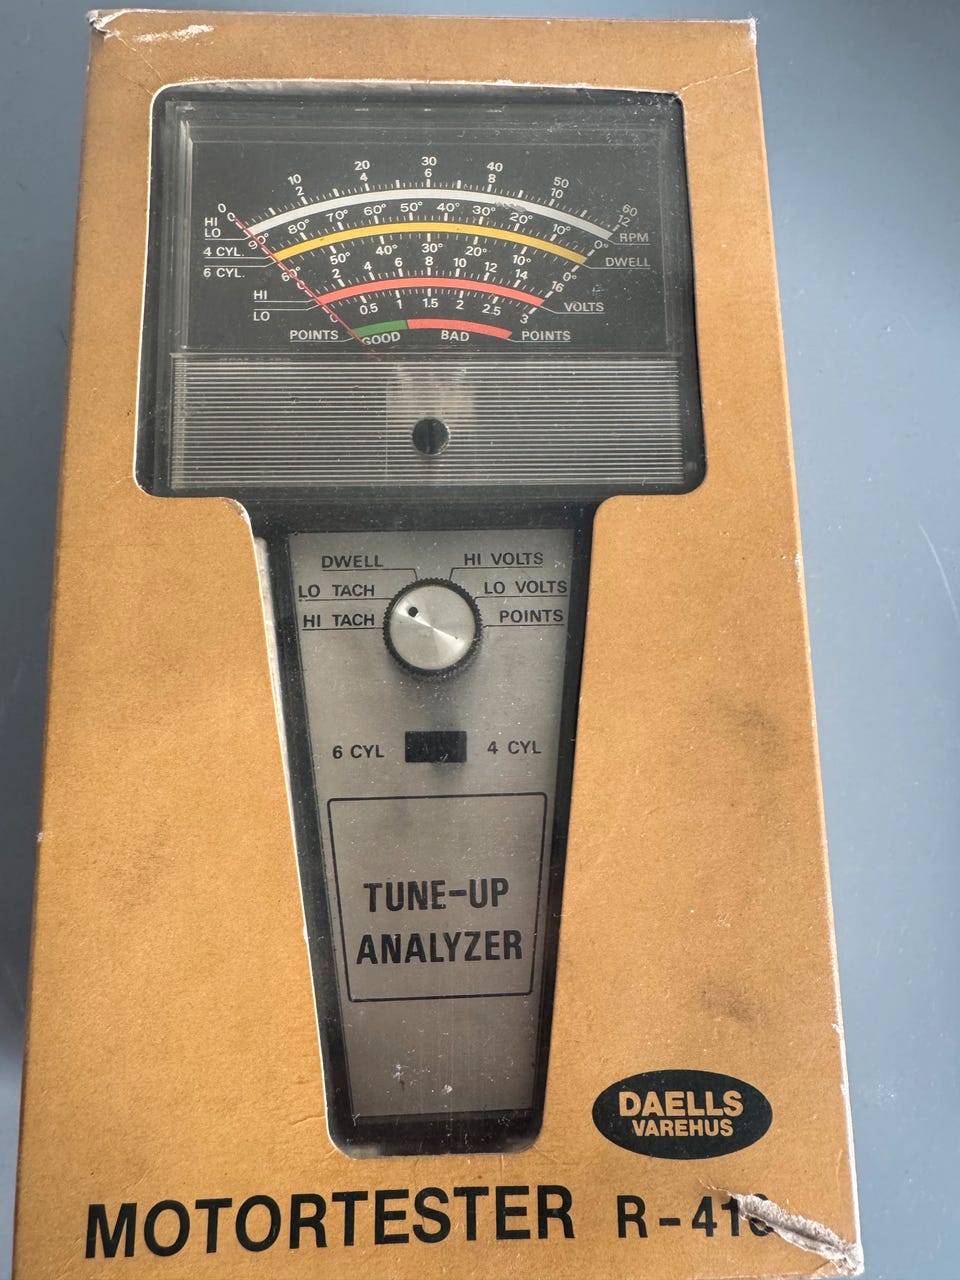 10 20 30 40 50 60
0 2 4 6 8 10 12
HI
LO
RPM
90° 80° 70° 60° 50° 40° 30° 20° 10° 0°
4 CYL.
6 CYL.
DWELL
60° 50° 40° 30° 20° 10° 0°
0 2 4 6 8 10 12 14 16
HI
LO
VOLTS
0 0.5 1 1.5 2 2.5 3
POINTS GOOD BAD POINTS
DWELL HI VOLTS
LO TACH LO VOLTS
HI TACH POINTS
6 CYL 4 CYL
TUNE-UP
ANALYZER
DAELLS
VAREHUS
MOTORTESTER